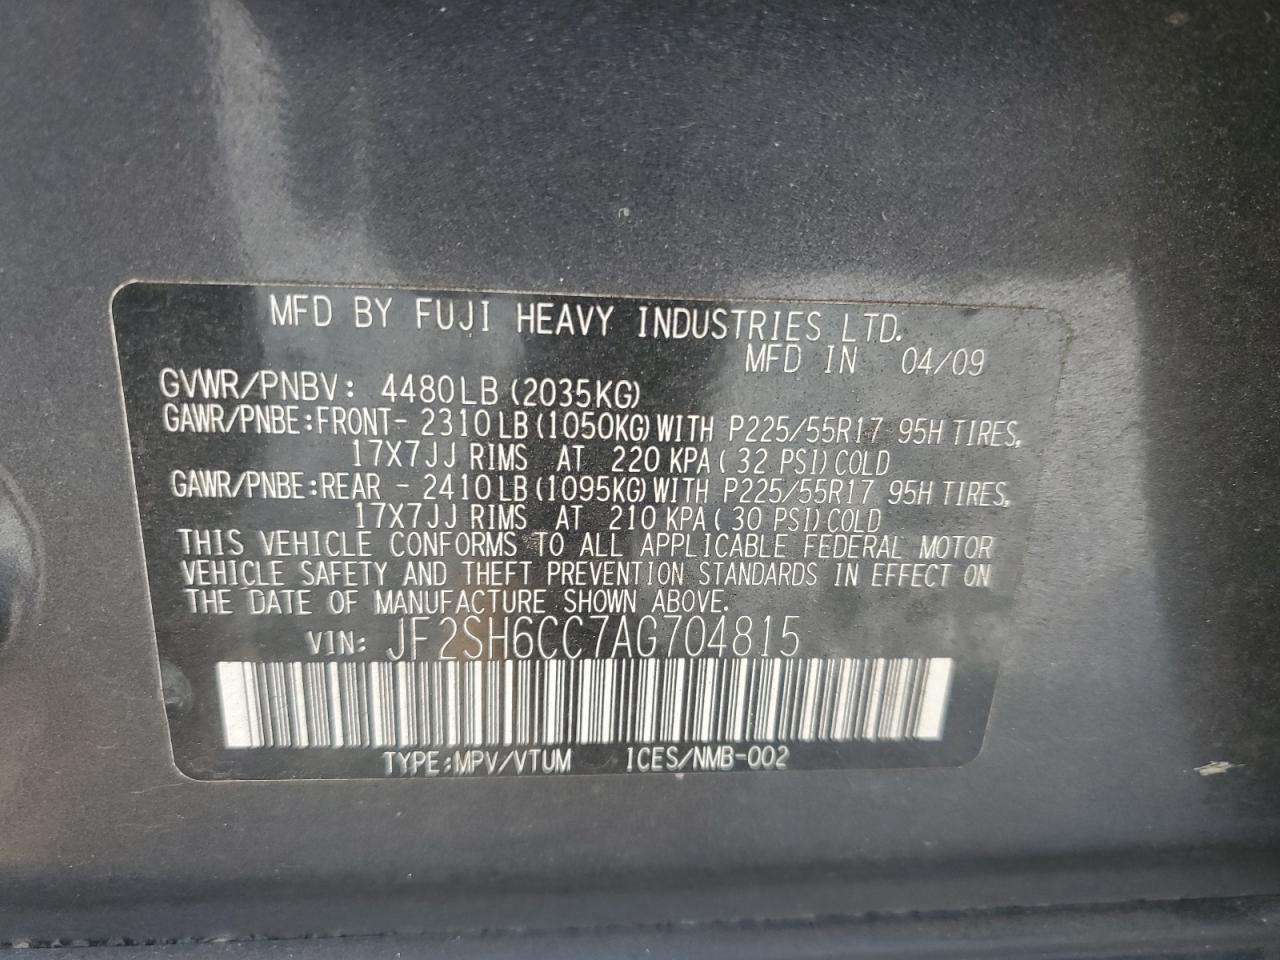 MFD BY FUJI HEAVY INDUSTRIES LTD.
MFD IN 04/09
GVWR/PNBV: 4480LB (2035KG)
GAWR/PNBE:FRONT- 2310LB(1050KG)WITH P225/55R17 95H TIRES,
17X7JJ RIMS AT 220 KPA( 32 PSI)COLD
GAWR/PNBE:REAR - 2410LB(1095KG)WITH P225/55R17 95H TIRES,
17X7JJ RIMS AT 210 KPA( 30 PSI)COLD
THIS VEHICLE CONFORMS TO ALL APPLICABLE FEDERAL MOTOR
VEHICLE SAFETY AND THEFT PREVENTION STANDARDS IN EFFECT ON
THE DATE OF MANUFACTURE SHOWN ABOVE.
VIN: JF2SH6CC7AG704815
TYPE:MPV/VTUM ICES/NMB-002